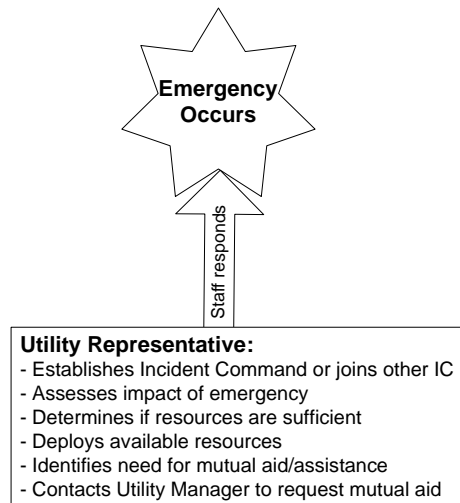 Emergency
Occurs
Staff responds
Utility Representative:
- Establishes Incident Command or joins other IC
- Assesses impact of emergency
- Determines if resources are sufficient
- Deploys available resources
- Identifies need for mutual aid/assistance
- Contacts Utility Manager to request mutual aid